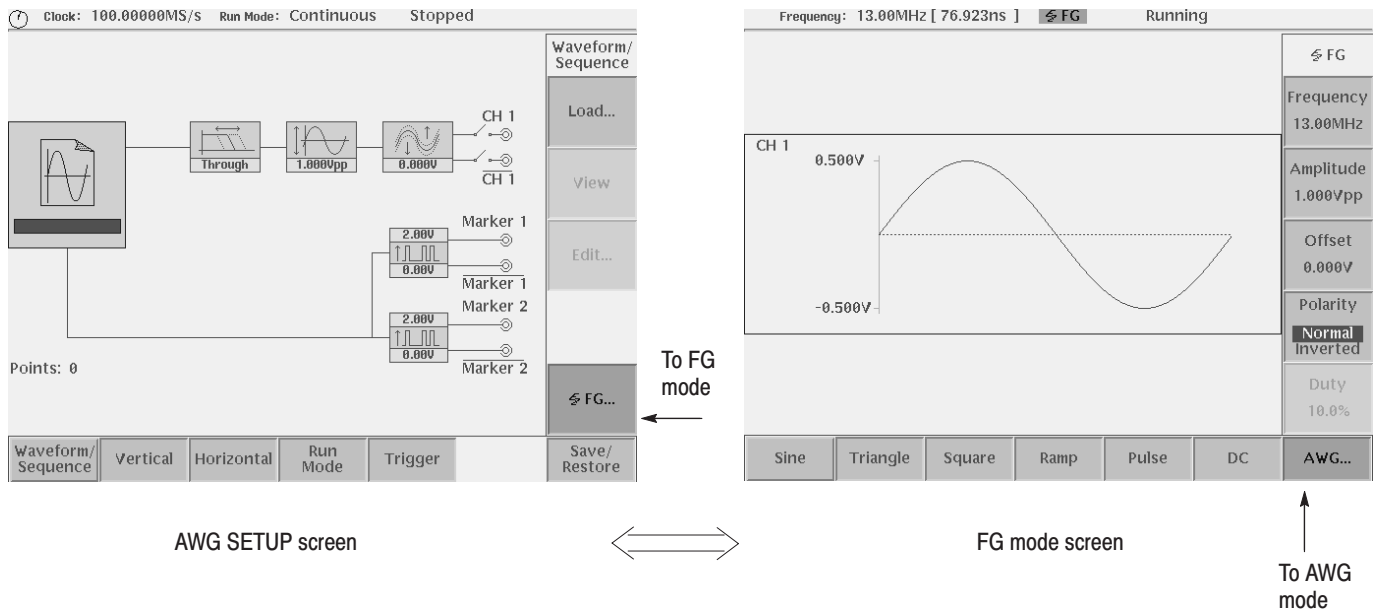 Clock: 100.00000MS/s Run Mode: Continuous Stopped
Waveform/
Sequence
Load...
View
Edit...
CH 1
CH 1
Through
1.000Vpp
0.000V
Marker 1
2.00V
0.00V
Marker 1
Marker 2
2.00V
0.00V
Marker 2
Points: 0
FG...
Waveform/
Sequence
Vertical
Horizontal
Run
Mode
Trigger
Save/
Restore
To FG
mode
AWG SETUP screen
Frequency: 13.00MHz [ 76.923ns ] FG Running
FG
Frequency
13.00MHz
Amplitude
1.000Vpp
Offset
0.000V
Polarity
Normal
Inverted
Duty
10.0%
CH 1
0.500V
-0.500V
Sine
Triangle
Square
Ramp
Pulse
DC
AWG...
FG mode screen
To AWG
mode